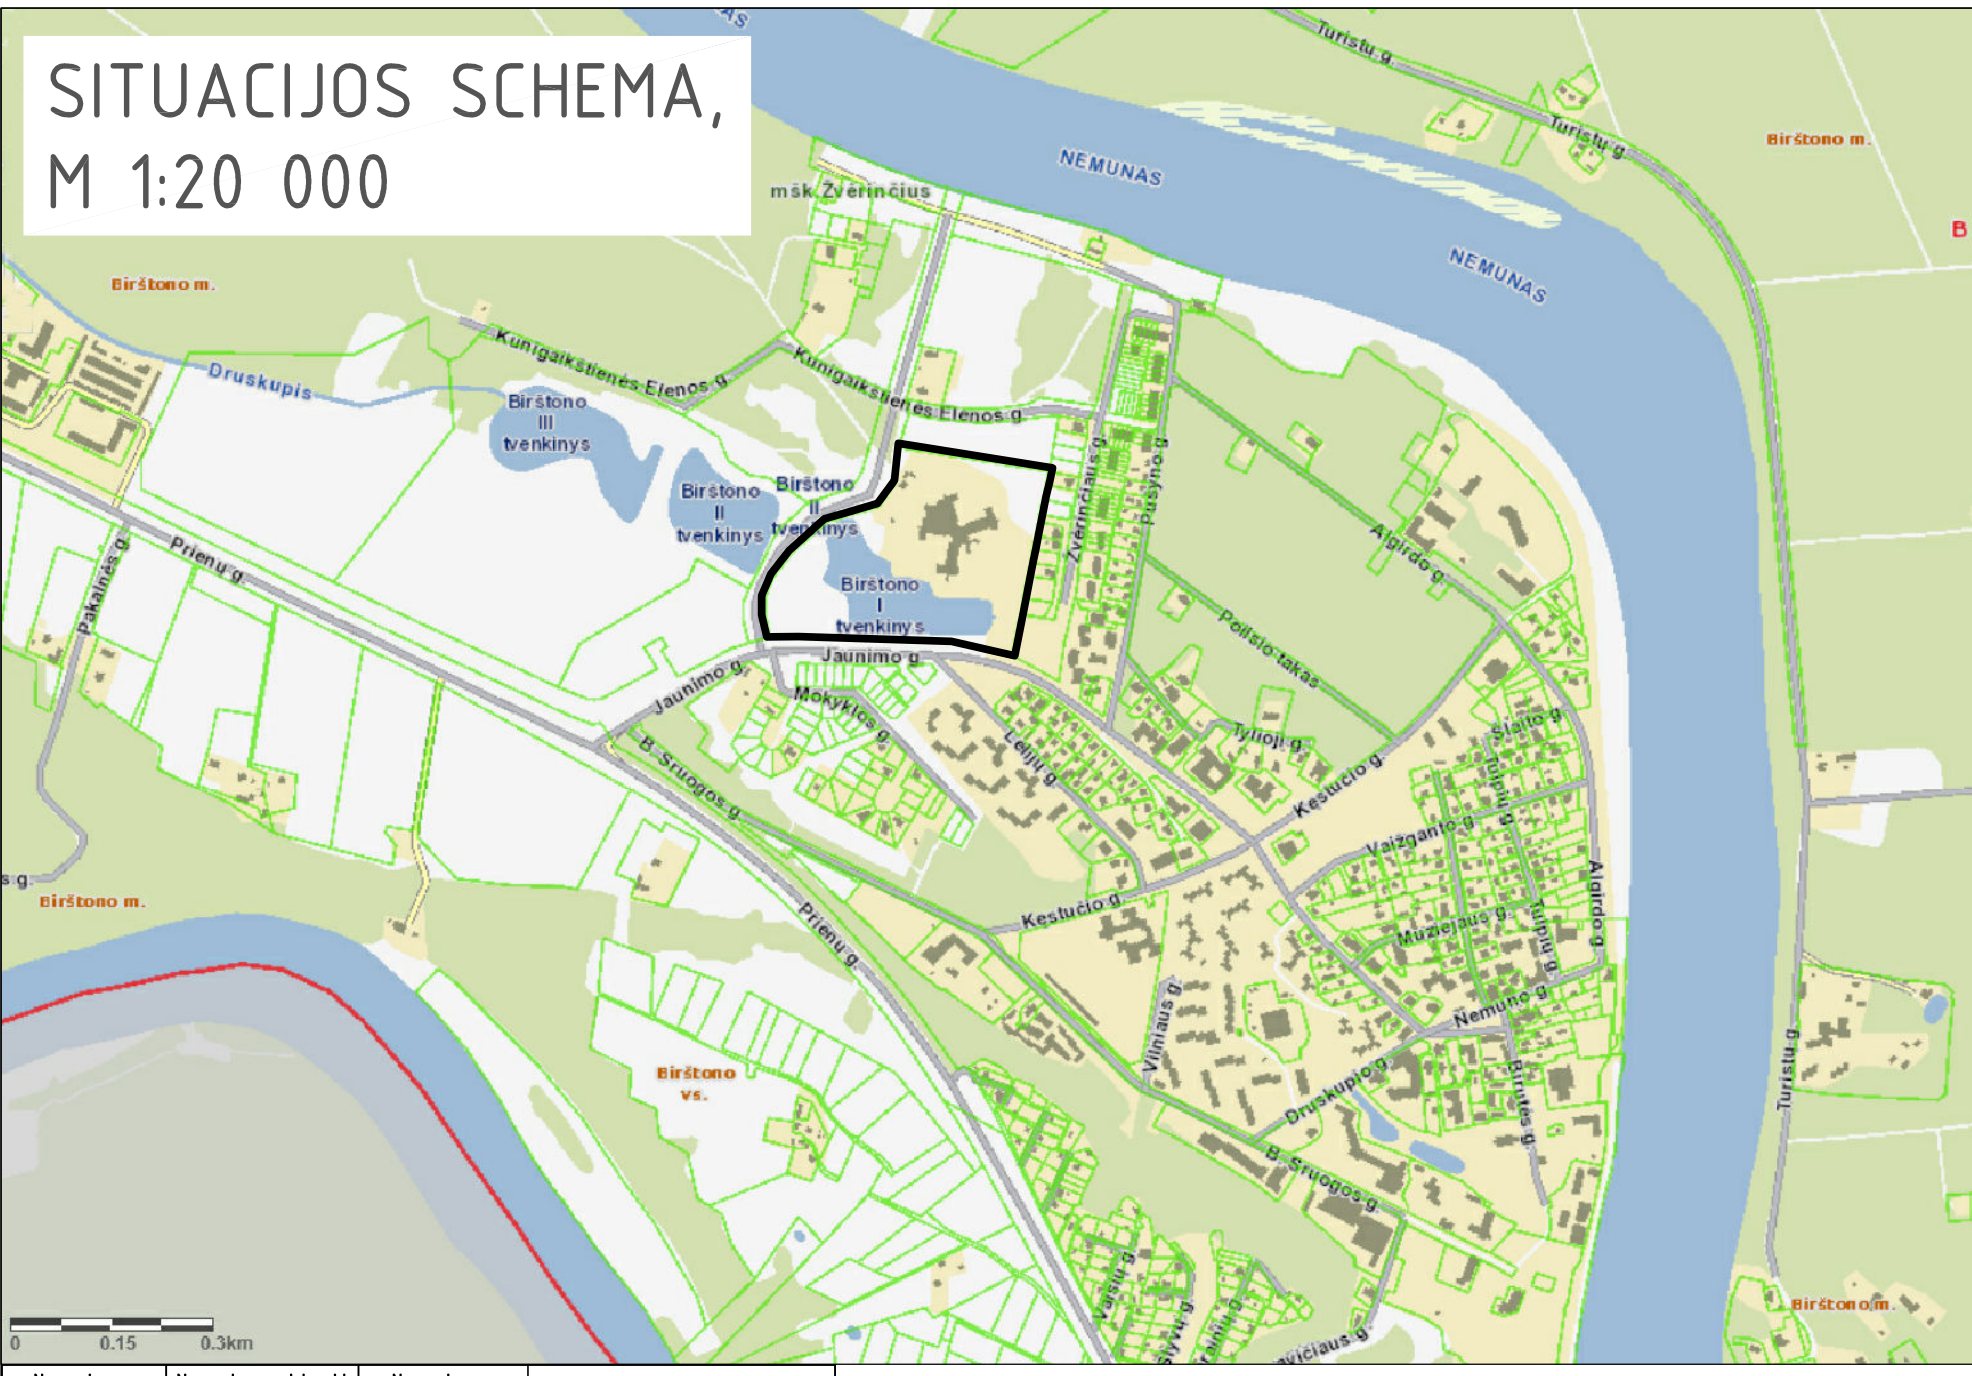 SITUACIJOS SCHEMA,
M 1:20 000
Turistu g.
Turistu g.
Birštono m.
NEMUNAS
mšk. Žvėrinčius
B
NEMUNAS
Birštono m.
Kunigaikštienės Elenos g.
Kunigaikštienės Elenos g.
Druskupis
Birštono
III
tvenkinys
Birštono
II
tvenkinys
Birštono
II
tvenkinys
Birštono
I
tvenkinys
Žvėrinčiaus g.
Pušyno g.
Algirdo g.
Prienų g.
Pakalnės g.
Poilsio takas
Jaunimo g.
Jaunimo g.
Mokyklos g.
Lelijų g.
Tylioji g.
Šlaito g.
B. Sruogos g.
Kęstučio g.
Tulpių g.
Vaižganto g.
s g.
Birštono m.
Kęstučio g.
Algirdo g.
Muziejaus g.
Tulpių g.
Prienų g.
Nemuno g.
Vilniaus g.
Birštono
vs.
Druskupio g.
Birutės g.
Turistu g.
B. Sruogos g.
Birštono m.
0 0.15 0.3km